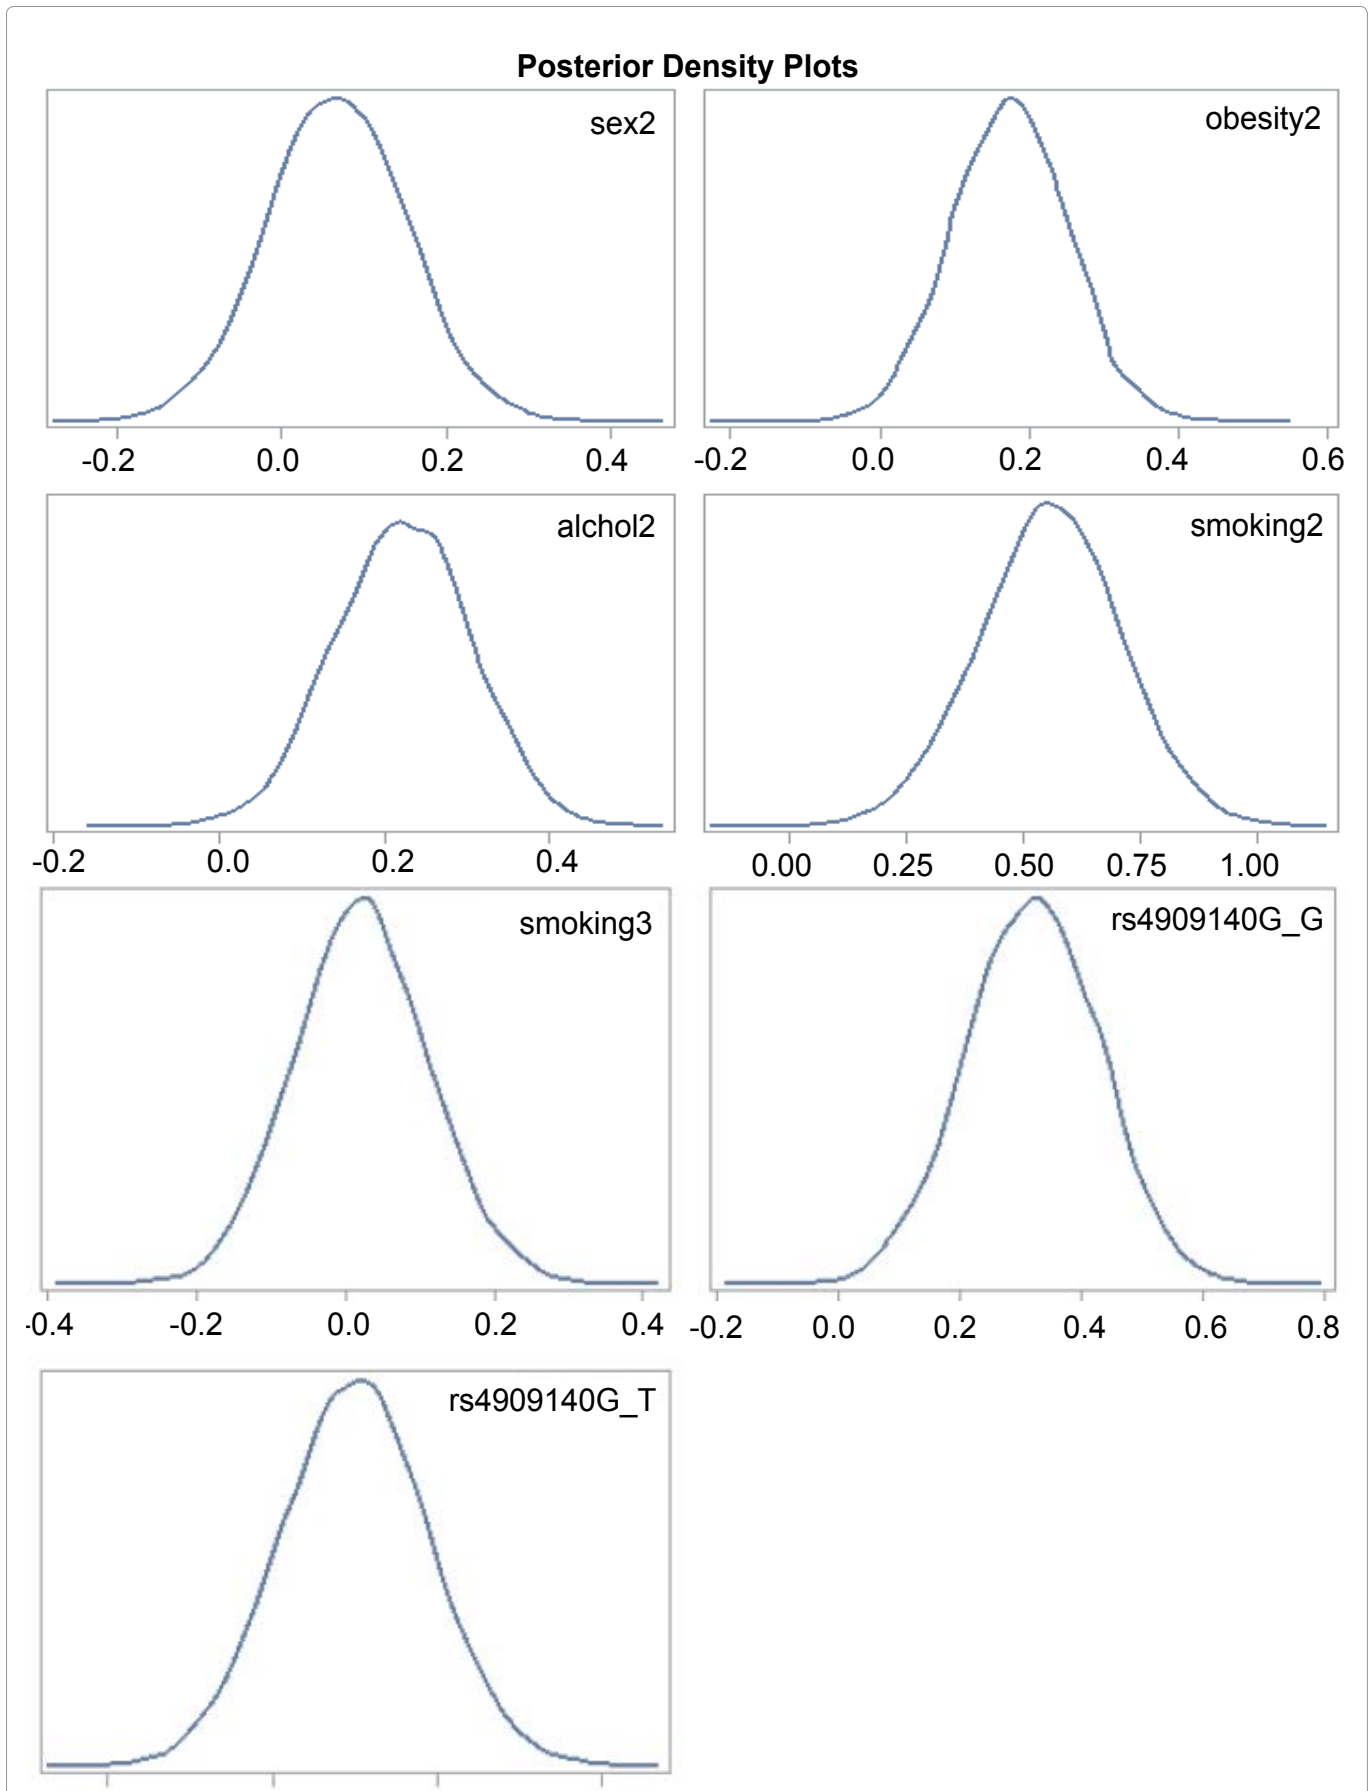 Posterior Density Plots
sex2
-0.2 0.0 0.2 0.4
obesity2
-0.2 0.0 0.2 0.4 0.6
alchol2
-0.2 0.0 0.2 0.4
smoking2
0.00 0.25 0.50 0.75 1.00
smoking3
-0.4 -0.2 0.0 0.2 0.4
rs4909140G_G
-0.2 0.0 0.2 0.4 0.6 0.8
rs4909140G_T